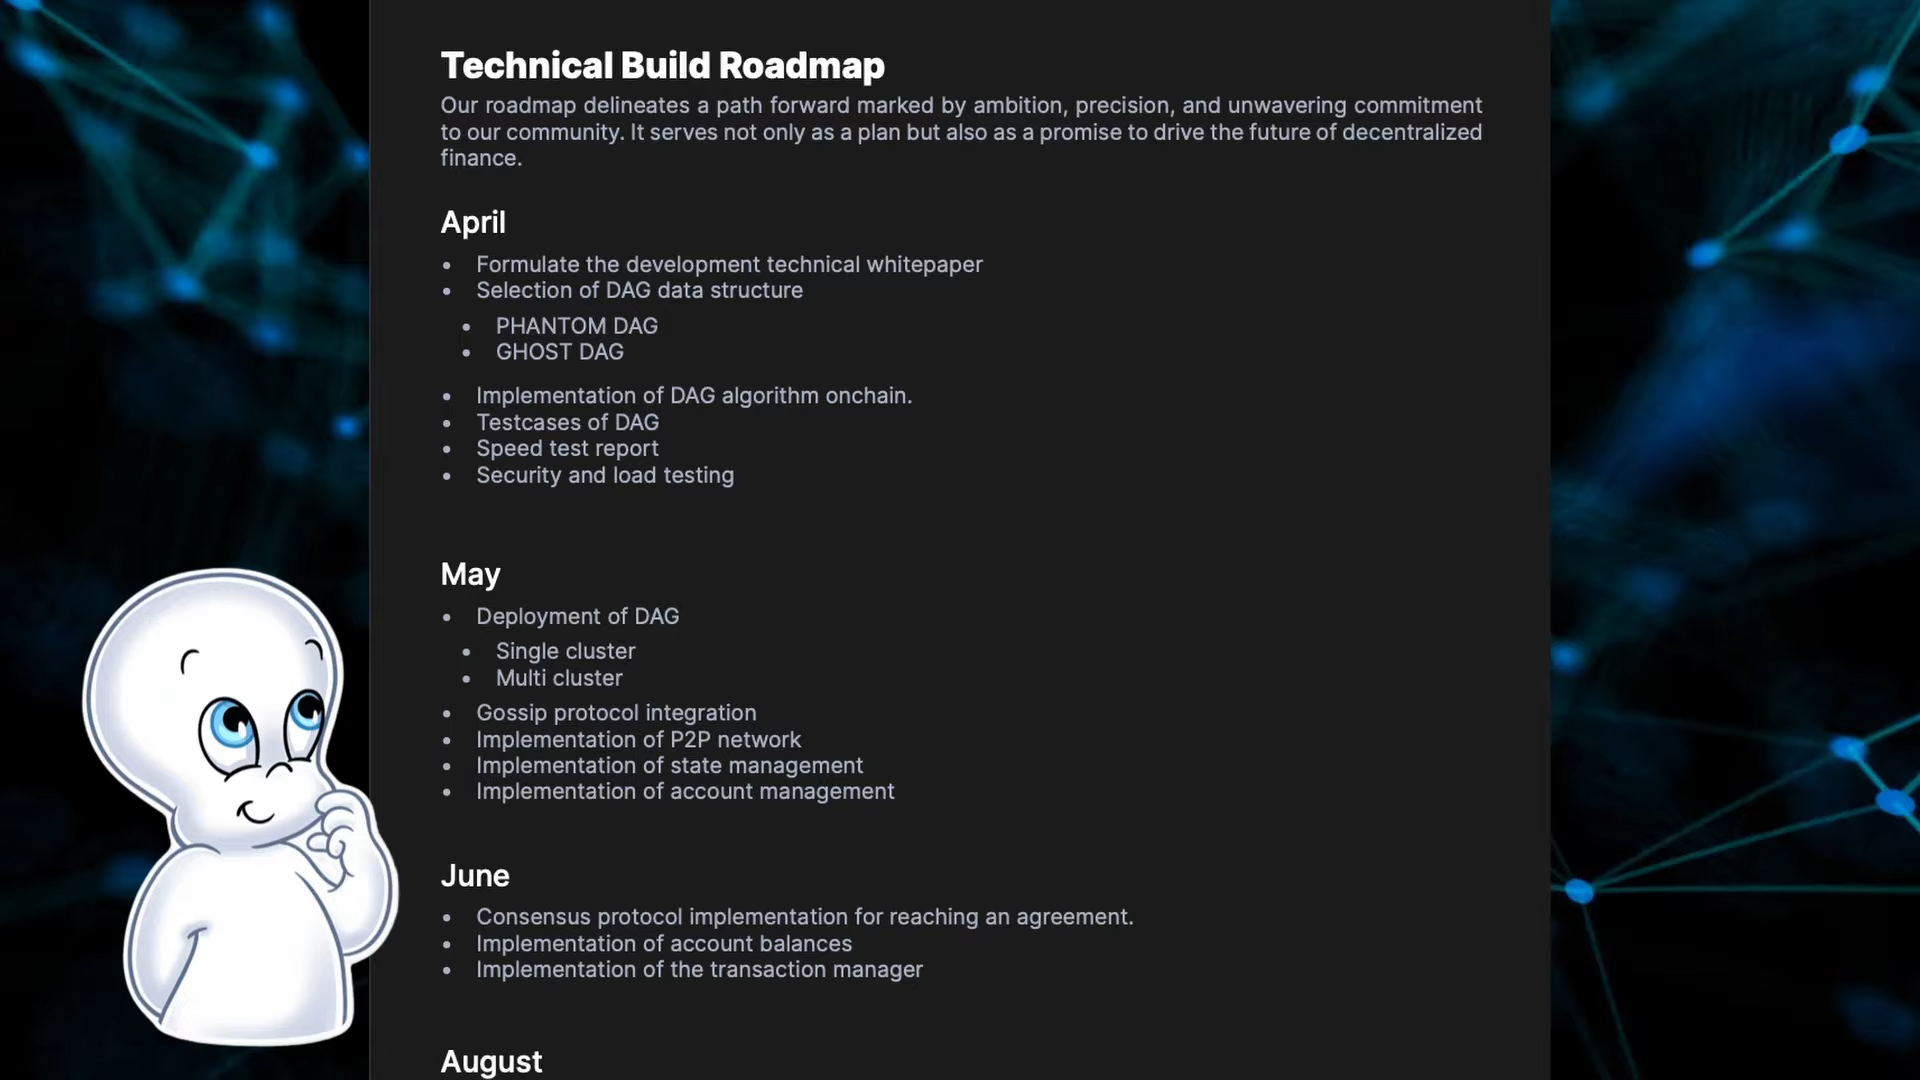 Technical Build Roadmap
Our roadmap delineates a path forward marked by ambition, precision, and unwavering commitment
to our community. It serves not only as a plan but also as a promise to drive the future of decentralized
finance.
April
• Formulate the development technical whitepaper
• Selection of DAG data structure
• PHANTOM DAG
• GHOST DAG
• Implementation of DAG algorithm onchain.
• Testcases of DAG
• Speed test report
• Security and load testing
May
• Deployment of DAG
• Single cluster
• Multi cluster
• Gossip protocol integration
• Implementation of P2P network
• Implementation of state management
• Implementation of account management
June
• Consensus protocol implementation for reaching an agreement.
• Implementation of account balances
• Implementation of the transaction manager
August